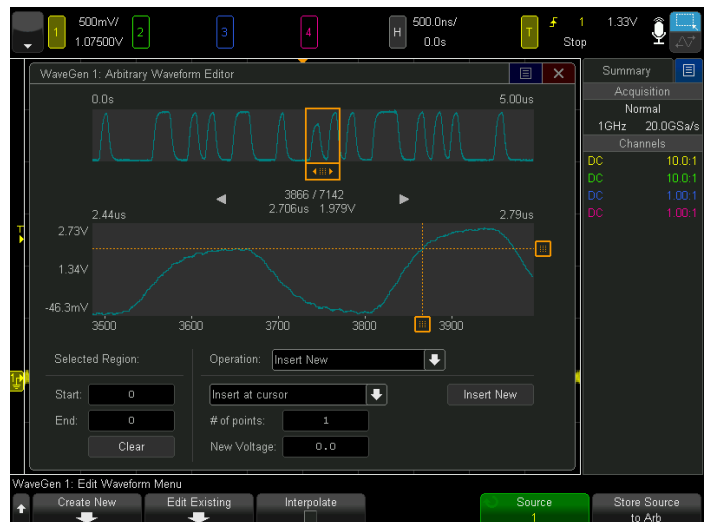 1 500mV/ 2 3 4 H 500.0ns/ T 1 1.33V
1.07500V 0.0s Stop
WaveGen 1: Arbitrary Waveform Editor
0.0s 5.00us
3866 / 7142
2.706us 1.979V
2.44us 2.79us
2.73V
1.34V
-46.3mV
3500 3600 3700 3800 3900
Selected Region: Operation: Insert New
Start: 0 Insert at cursor Insert New
End: 0 # of points: 1
Clear New Voltage: 0.0
Summary
Acquisition
Normal
1GHz 20.0GSa/s
Channels
DC 10.0:1
DC 10.0:1
DC 1.00:1
DC 1.00:1
T
WaveGen 1: Edit Waveform Menu
Create New Edit Existing Interpolate Source Store Source
1 to Arb